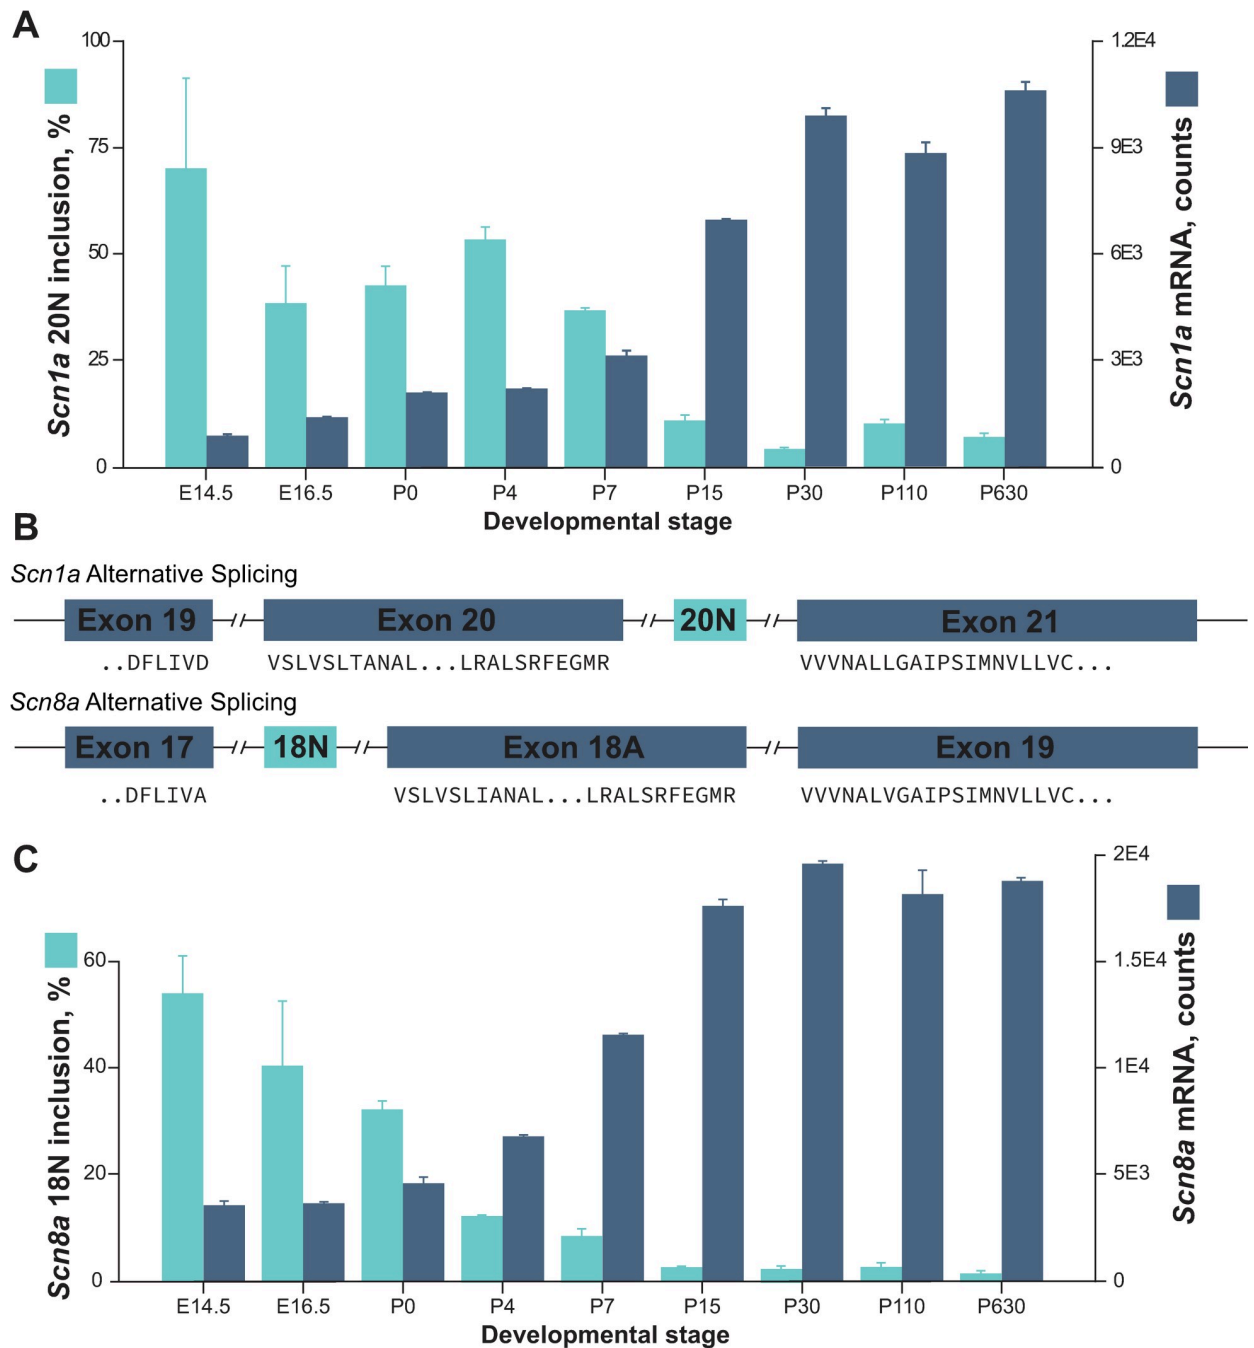 A
Scn1a 20N inclusion, %
100
75
50
25
0
12E4
9E3
6E3
3E3
0
Scn1a mRNA, counts
E14.5 E16.5 P0 P4 P7 P15 P30 P110 P630
Developmental stage
B
Scn1a Alternative Splicing
Exon 19 // Exon 20 // 20N // Exon 21
..DFLIVD VSLVSLTANAL...LRALSRFEGMR VVVNALLGAIPSIMNVLLVC...
Scn8a Alternative Splicing
Exon 17 // 18N // Exon 18A // Exon 19
..DFLIVA VSLVSLIANAL...LRALSRFEGMR VVVNALVGAIPSIMNVLLVC...
C
Scn8a 18N inclusion, %
60
40
20
0
2E4
1.5E4
1E4
5E3
0
Scn8a mRNA, counts
E14.5 E16.5 P0 P4 P7 P15 P30 P110 P630
Developmental stage